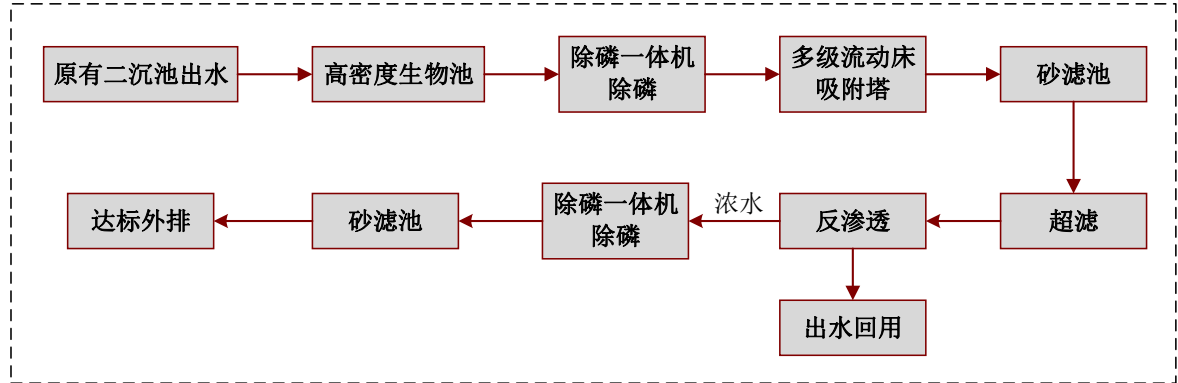 原有二沉池出水
高密度生物池
除磷一体机
除磷
多级流动床
吸附塔
砂滤池
超滤
反渗透
浓水
除磷一体机
除磷
砂滤池
达标外排
出水回用